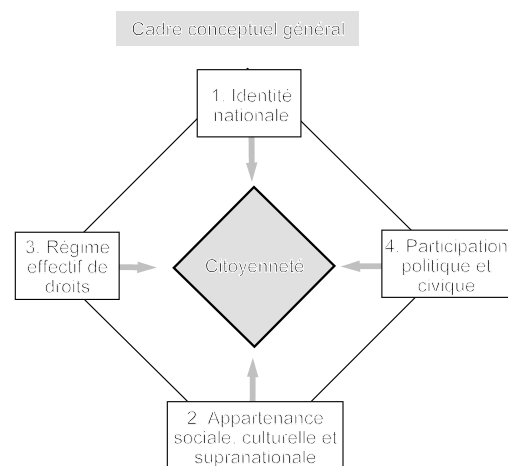 Cadre conceptuel général
1. Identité
nationale
3. Régime
effectif de
droits
Citoyenneté
4. Participation
politique et
civique
2 Appartenance
sociale, culturelle et
supranationale